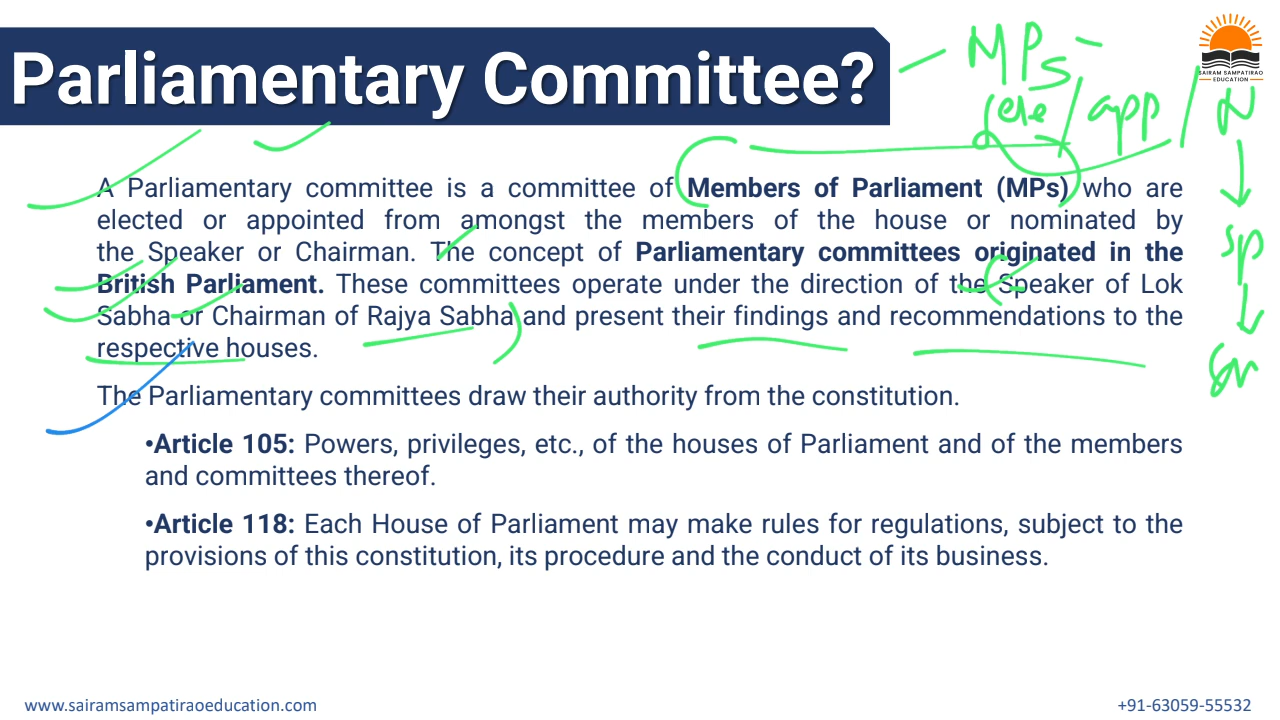 Parliamentary Committee?
MPs
ele / app / N
SAIRAM SAMPATIRAO
EDUCATION
sp
A Parliamentary committee is a committee of Members of Parliament (MPs) who are
elected or appointed from amongst the members of the house or nominated by
the Speaker or Chairman. The concept of Parliamentary committees originated in the
British Parliament. These committees operate under the direction of the Speaker of Lok
Sabha or Chairman of Rajya Sabha and present their findings and recommendations to the
respective houses.
The Parliamentary committees draw their authority from the constitution.
•Article 105: Powers, privileges, etc., of the houses of Parliament and of the members
and committees thereof.
•Article 118: Each House of Parliament may make rules for regulations, subject to the
provisions of this constitution, its procedure and the conduct of its business.
www.sairamsampatiraoeducation.com
+91-63059-55532